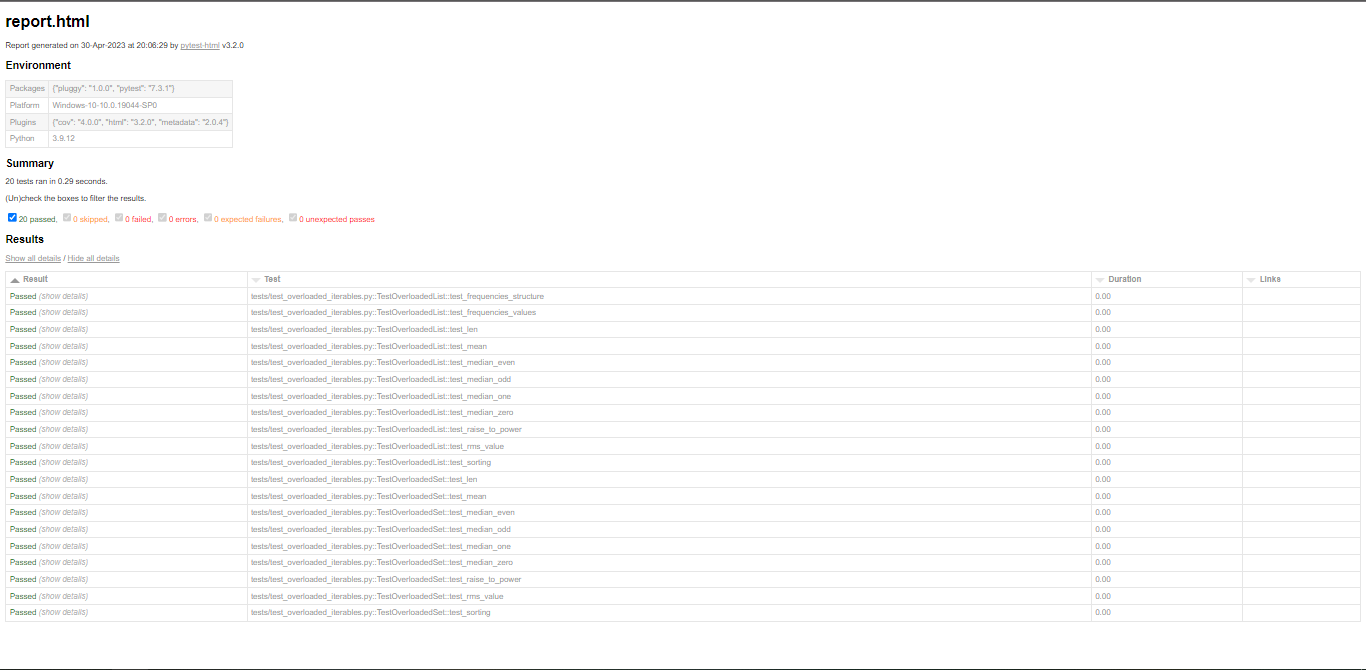 report.html
Report generated on 30-Apr-2023 at 20:06:29 by pytest-html v3.2.0
Environment
Packages {"pluggy": "1.0.0", "pytest": "7.3.1"}
Platform Windows-10-10.0.19044-SP0
Plugins {"cov": "4.0.0", "html": "3.2.0", "metadata": "2.0.4"}
Python 3.9.12
Summary
20 tests ran in 0.29 seconds.
(Un)check the boxes to filter the results.
20 passed, 0 skipped, 0 failed, 0 errors, 0 expected failures, 0 unexpected passes
Results
Show all details / Hide all details
Result Test Duration Links
Passed (show details) tests/test_overloaded_iterables.py::TestOverloadedList::test_frequencies_structure 0.00
Passed (show details) tests/test_overloaded_iterables.py::TestOverloadedList::test_frequencies_values 0.00
Passed (show details) tests/test_overloaded_iterables.py::TestOverloadedList::test_len 0.00
Passed (show details) tests/test_overloaded_iterables.py::TestOverloadedList::test_mean 0.00
Passed (show details) tests/test_overloaded_iterables.py::TestOverloadedList::test_median_even 0.00
Passed (show details) tests/test_overloaded_iterables.py::TestOverloadedList::test_median_odd 0.00
Passed (show details) tests/test_overloaded_iterables.py::TestOverloadedList::test_median_one 0.00
Passed (show details) tests/test_overloaded_iterables.py::TestOverloadedList::test_median_zero 0.00
Passed (show details) tests/test_overloaded_iterables.py::TestOverloadedList::test_raise_to_power 0.00
Passed (show details) tests/test_overloaded_iterables.py::TestOverloadedList::test_rms_value 0.00
Passed (show details) tests/test_overloaded_iterables.py::TestOverloadedList::test_sorting 0.00
Passed (show details) tests/test_overloaded_iterables.py::TestOverloadedSet::test_len 0.00
Passed (show details) tests/test_overloaded_iterables.py::TestOverloadedSet::test_mean 0.00
Passed (show details) tests/test_overloaded_iterables.py::TestOverloadedSet::test_median_even 0.00
Passed (show details) tests/test_overloaded_iterables.py::TestOverloadedSet::test_median_odd 0.00
Passed (show details) tests/test_overloaded_iterables.py::TestOverloadedSet::test_median_one 0.00
Passed (show details) tests/test_overloaded_iterables.py::TestOverloadedSet::test_median_zero 0.00
Passed (show details) tests/test_overloaded_iterables.py::TestOverloadedSet::test_raise_to_power 0.00
Passed (show details) tests/test_overloaded_iterables.py::TestOverloadedSet::test_rms_value 0.00
Passed (show details) tests/test_overloaded_iterables.py::TestOverloadedSet::test_sorting 0.00